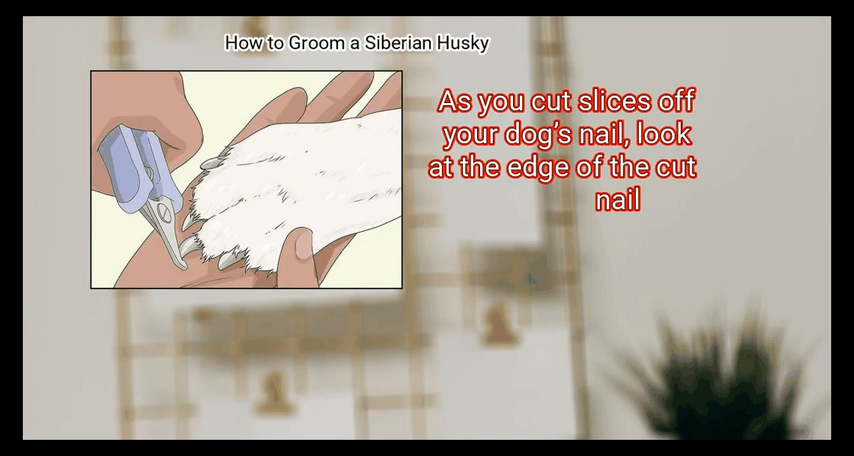 How to Groom a Siberian Husky
As you cut slices off
your dog's nail, look
at the edge of the cut
nail